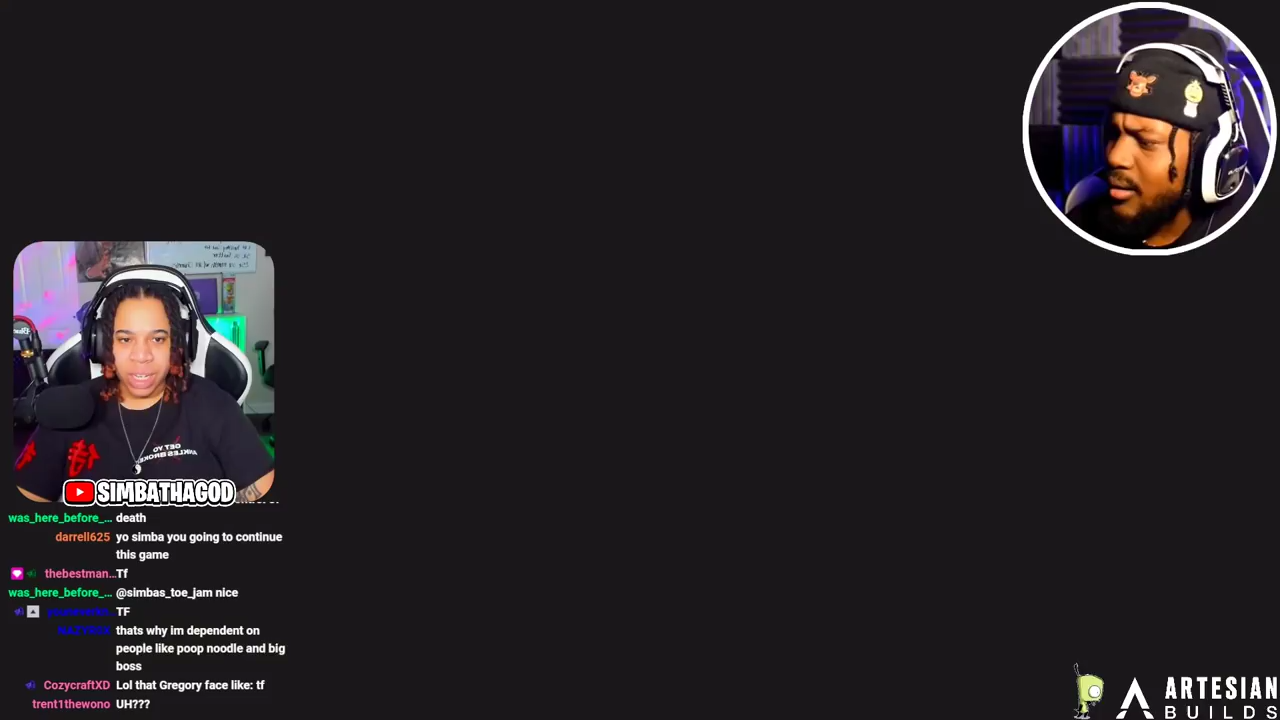 SIMBATHAGOD
was_here_before_... death
darrell625 yo simba you going to continue
this game
thebestman... Tf
was_here_before_... @simbas_toe_jam nice
TF
thats why im dependent on
people like poop noodle and big
boss
CozycraftXD Lol that Gregory face like: tf
trent1thewono UH???
ARTESIAN
BUILDS